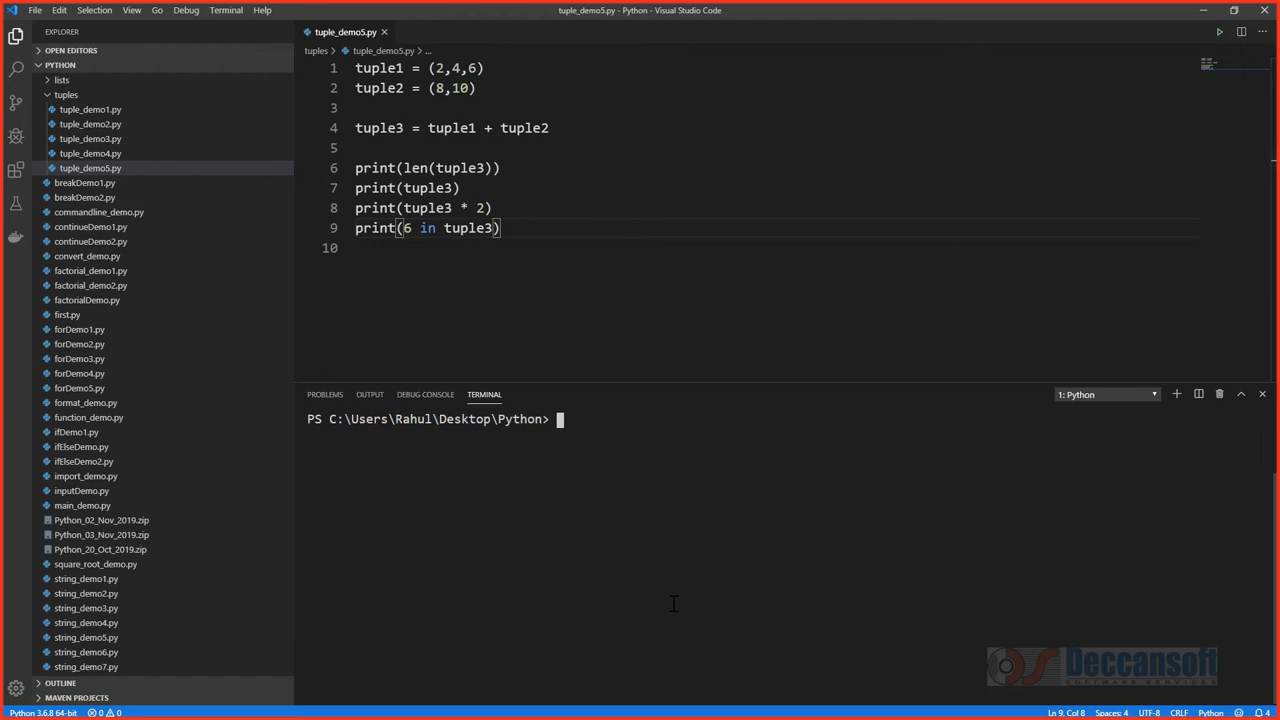 File Edit Selection View Go Debug Terminal Help
tuple_demo5.py - Python - Visual Studio Code
EXPLORER
OPEN EDITORS
PYTHON
lists
tuples
tuple_demo1.py
tuple_demo2.py
tuple_demo3.py
tuple_demo4.py
tuple_demo5.py
breakDemo1.py
breakDemo2.py
commandline_demo.py
continueDemo1.py
continueDemo2.py
convert_demo.py
factorial_demo1.py
factorial_demo2.py
factorialDemo.py
first.py
forDemo1.py
forDemo2.py
forDemo3.py
forDemo4.py
forDemo5.py
format_demo.py
function_demo.py
ifDemo1.py
ifElseDemo.py
ifElseDemo2.py
import_demo.py
inputDemo.py
main_demo.py
Python_02_Nov_2019.zip
Python_03_Nov_2019.zip
Python_20_Oct_2019.zip
square_root_demo.py
string_demo1.py
string_demo2.py
string_demo3.py
string_demo4.py
string_demo5.py
string_demo6.py
string_demo7.py
OUTLINE
MAVEN PROJECTS
tuple_demo5.py
tuples > tuple_demo5.py > ...
1 tuple1 = (2,4,6)
2 tuple2 = (8,10)
3
4 tuple3 = tuple1 + tuple2
5
6 print(len(tuple3))
7 print(tuple3)
8 print(tuple3 * 2)
9 print(6 in tuple3)
10
PROBLEMS OUTPUT DEBUG CONSOLE TERMINAL
1: Python
PS C:\Users\Rahul\Desktop\Python>
Deccansoft
SOFTWARE SERVICES
Python 3.6.8 64-bit 0 0
Ln 9, Col 8 Spaces: 4 UTF-8 CRLF Python 4